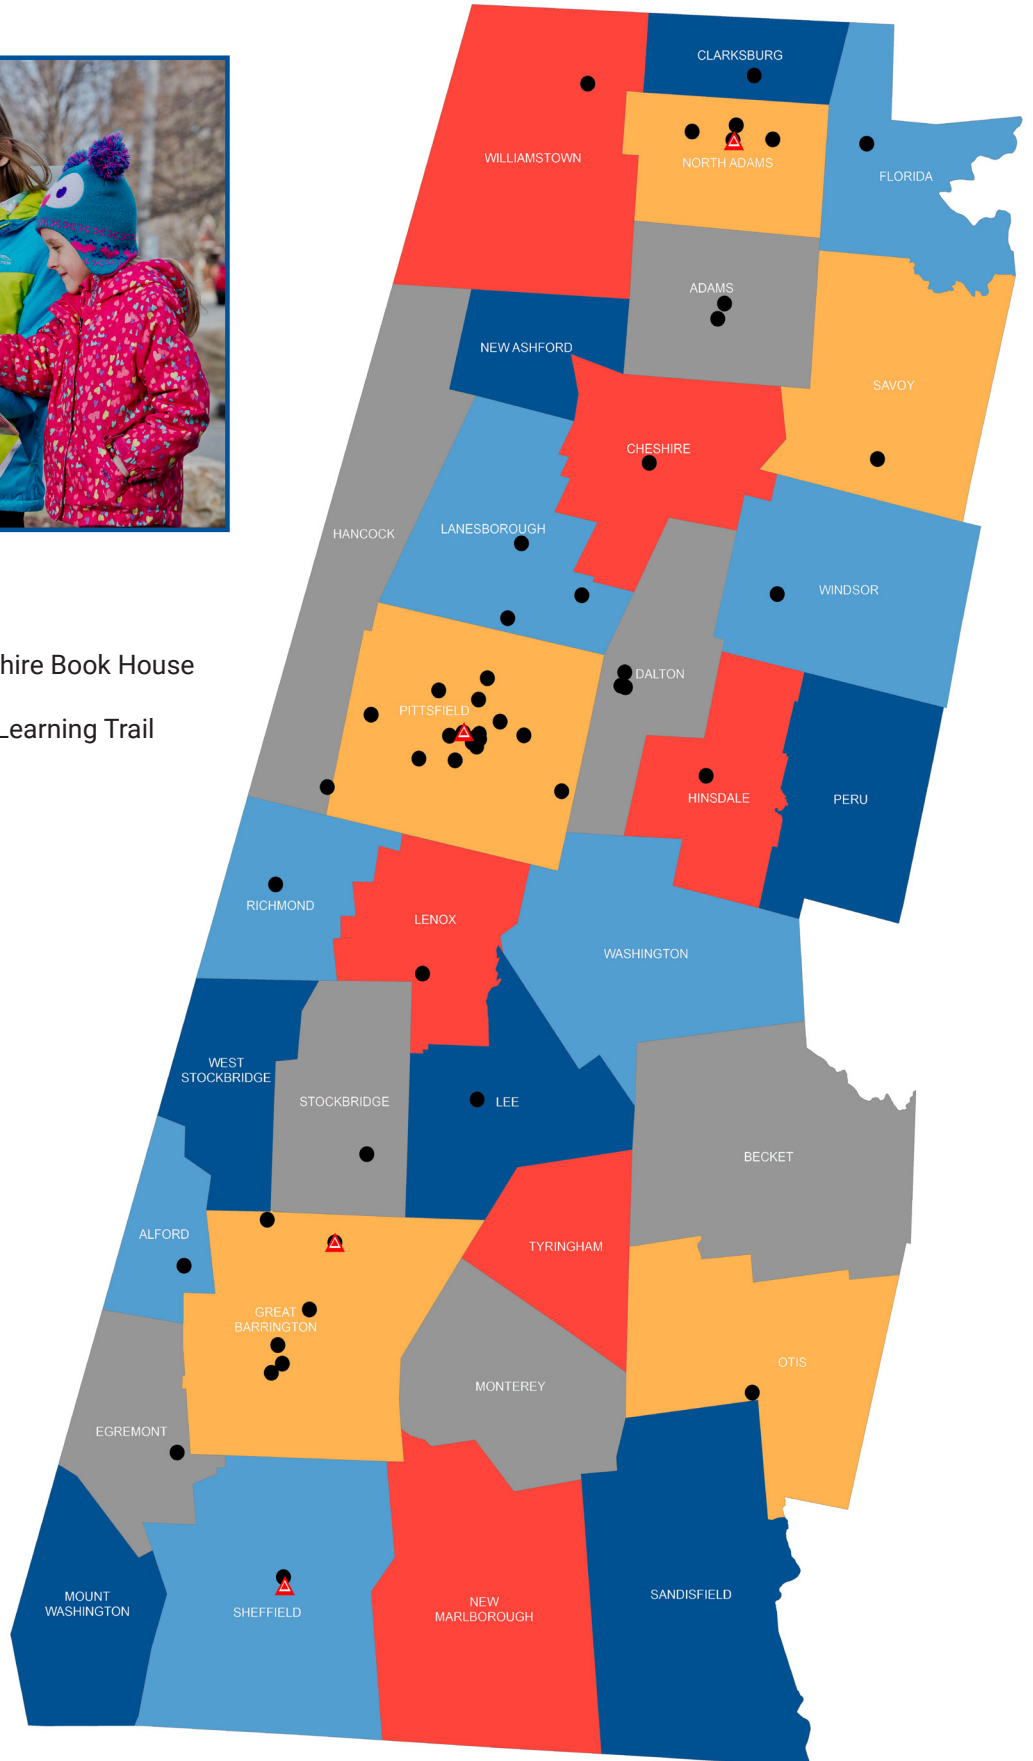 CLARKSBURG
WILLIAMSTOWN
NORTH ADAMS
FLORIDA
ADAMS
NEW ASHFORD
SAVOY
CHESHIRE
HANCOCK
LANESBOROUGH
WINDSOR
hire Book House
DALTON
PITTSFIELD
Learning Trail
HINSDALE
PERU
RICHMOND
LENOX
WASHINGTON
WEST
STOCKBRIDGE
STOCKBRIDGE
LEE
BECKET
ALFORD
TYRINGHAM
GREAT
BARRINGTON
OTIS
MONTEREY
EGREMONT
MOUNT
WASHINGTON
SHEFFIELD
NEW
MARLBOROUGH
SANDISFIELD